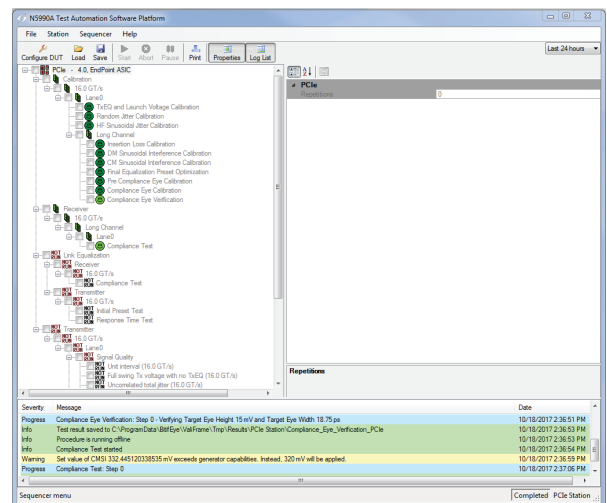 N5990A Test Automation Software Platform
File Station Sequencer Help
Configure DUT Load Save Start Abort Pause Print Properties Log List
Last 24 hours
PCIe - 4.0, EndPoint ASIC
Calibration
16.0 GT/s
Lane0
TxEQ and Launch Voltage Calibration
Random Jitter Calibration
HF Sinusoidal Jitter Calibration
Long Channel
Insertion Loss Calibration
DM Sinusoidal Interference Calibration
CM Sinusoidal Interference Calibration
Final Equalization Preset Optimization
Pre Compliance Eye Calibration
Compliance Eye Calibration
Compliance Eye Verification
Receiver
16.0 GT/s
Long Channel
Lane0
Compliance Test
Link Equalization
Receiver
16.0 GT/s
Compliance Test
Transmitter
16.0 GT/s
Initial Preset Test
Response Time Test
Transmitter
16.0 GT/s
Lane0
Signal Quality
Unit interval (16.0 GT/s)
Full swing Tx voltage with no TxEQ (16.0 GT/s)
Uncorrelated total jitter (16.0 GT/s)
PCIe
Repetitions 0
Repetitions
Severity Message Date
Progress Compliance Eye Verification: Step 0 - Verifying Target Eye Height 15 mV and Target Eye Width 18.75 ps 10/18/2017 2:36:51 PM
Info Test result saved to C:\ProgramData\BitifEye\ValiFrame\Tmp\Results\PCIe Station\Compliance_Eye_Verification_PCIe 10/18/2017 2:36:53 PM
Info Procedure is running offline 10/18/2017 2:36:53 PM
Info Compliance Test started 10/18/2017 2:36:54 PM
Warning Set value of CMSI 332.445120338535 mV exceeds generator capabilities. Instead, 320 mV will be applied. 10/18/2017 2:36:59 PM
Progress Compliance Test: Step 0 10/18/2017 2:37:06 PM
Sequencer menu Completed PCIe Station